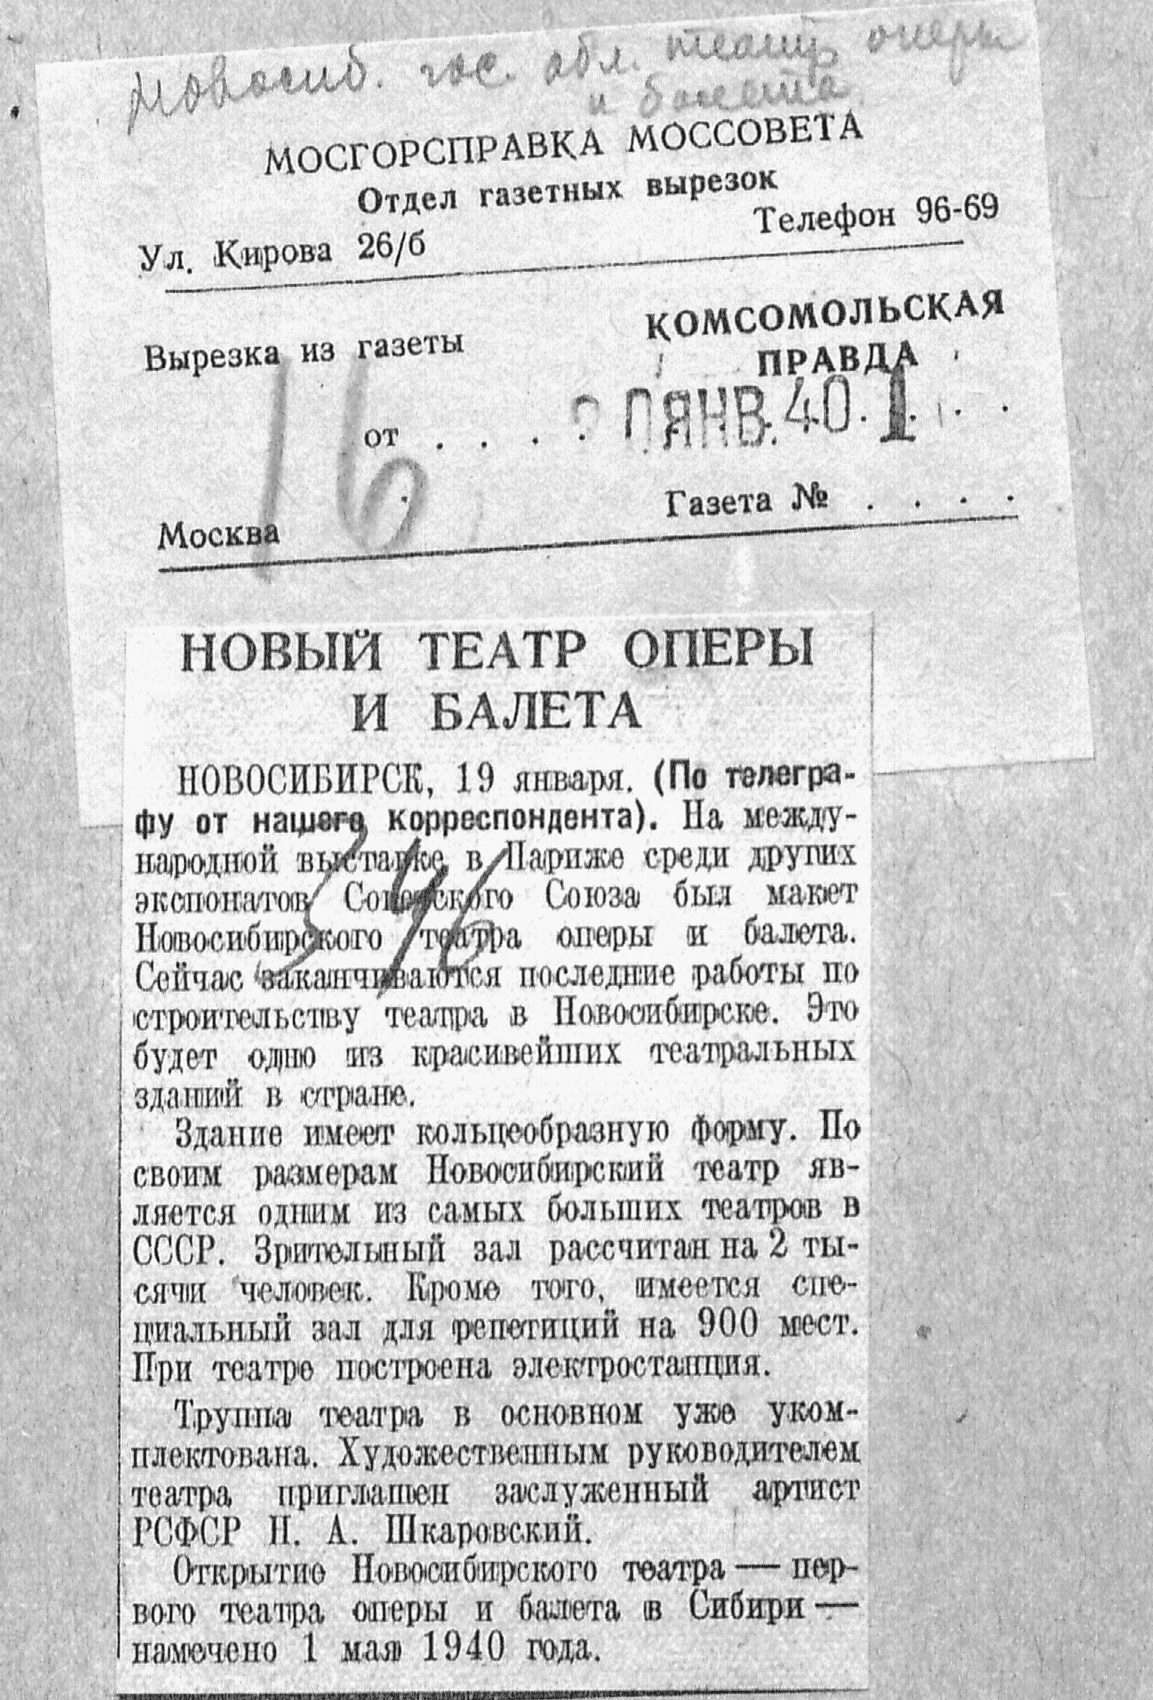 Новосиб. гос. обл. театр оперы
и балета
МОСГОРСПРАВКА МОССОВЕТА
Отдел газетных вырезок
Ул. Кирова 26/б Телефон 96-69
Вырезка из газеты КОМСОМОЛЬСКАЯ
ПРАВДА
16
от . . . . ЯНВ. 40. 1 . .
Москва Газета № . . . .
НОВЫЙ ТЕАТР ОПЕРЫ
И БАЛЕТА
НОВОСИБИРСК, 19 января. (По телегра-
фу от нашего корреспондента). На между-
народной выставке в Париже среди других
экспонатов Советского Союза был макет
Новосибирского театра оперы и балета.
Сейчас заканчиваются последние работы по
строительству театра в Новосибирске. Это
будет одно из красивейших театральных
зданий в стране.
Здание имеет кольцеобразную форму. По
своим размерам Новосибирский театр яв-
ляется одним из самых больших театров в
СССР. Зрительный зал рассчитан на 2 ты-
сячи человек. Кроме того, имеется спе-
циальный зал для репетиций на 900 мест.
При театре построена электростанция.
Труппа театра в основном уже уком-
плектована. Художественным руководителем
театра приглашен заслуженный артист
РСФСР Н. А. Шкаровский.
Открытие Новосибирского театра — пер-
вого театра оперы и балета в Сибири —
намечено 1 мая 1940 года.